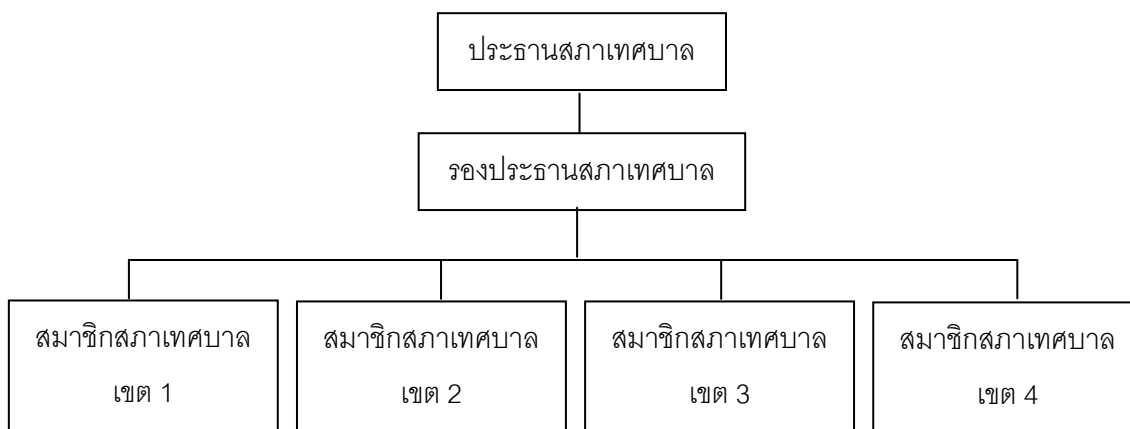 ประธานสภาเทศบาล
รองประธานสภาเทศบาล
สมาชิกสภาเทศบาล
เขต 1
สมาชิกสภาเทศบาล
เขต 2
สมาชิกสภาเทศบาล
เขต 3
สมาชิกสภาเทศบาล
เขต 4